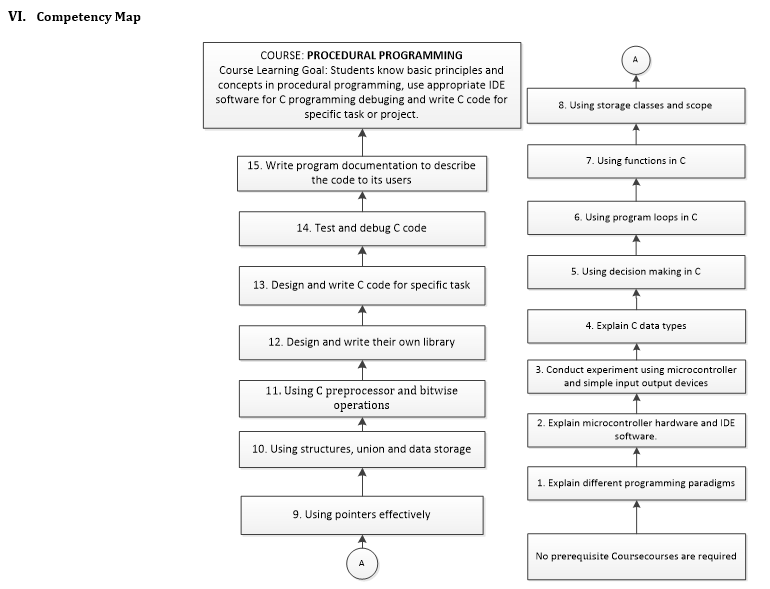 VI. Competency Map
COURSE: PROCEDURAL PROGRAMMING
Course Learning Goal: Students know basic principles and
concepts in procedural programming, use appropriate IDE
software for C programming debuging and write C code for
specific task or project.
15. Write program documentation to describe
the code to its users
14. Test and debug C code
13. Design and write C code for specific task
12. Design and write their own library
11. Using C preprocessor and bitwise
operations
10. Using structures, union and data storage
9. Using pointers effectively
A
A
8. Using storage classes and scope
7. Using functions in C
6. Using program loops in C
5. Using decision making in C
4. Explain C data types
3. Conduct experiment using microcontroller
and simple input output devices
2. Explain microcontroller hardware and IDE
software.
1. Explain different programming paradigms
No prerequisite Coursecourses are required